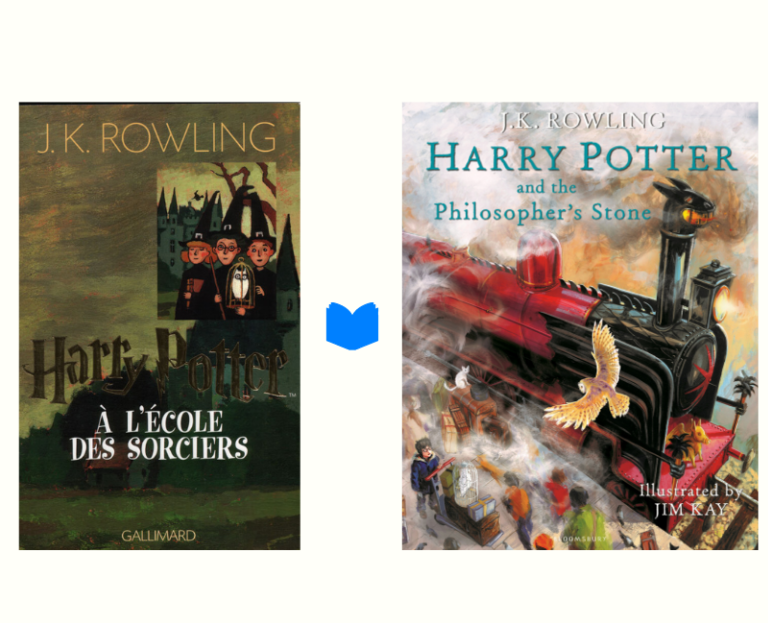 J.K. ROWLING
Harry Potter
À L'ÉCOLE
DES SORCIERS
GALLIMARD
J.K. ROWLING
HARRY POTTER
and the
Philosopher's Stone
Illustrated by
JIM KAY
BLOOMSBURY